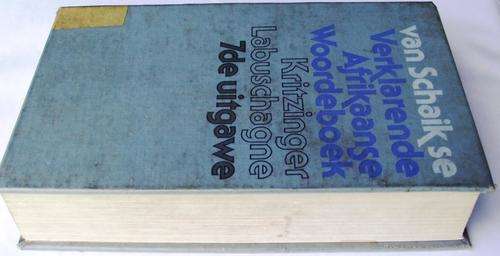 van Schaik se
Verklarende
Afrikaanse
Woordeboek
Kritzinger
Labuschagne
7de uitgawe